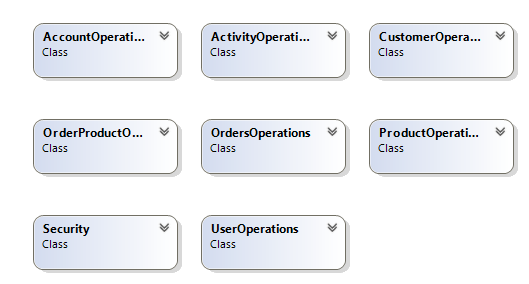 AccountOperati...
Class
ActivityOperati...
Class
CustomerOpera...
Class
OrderProductO...
Class
OrdersOperations
Class
ProductOperati...
Class
Security
Class
UserOperations
Class